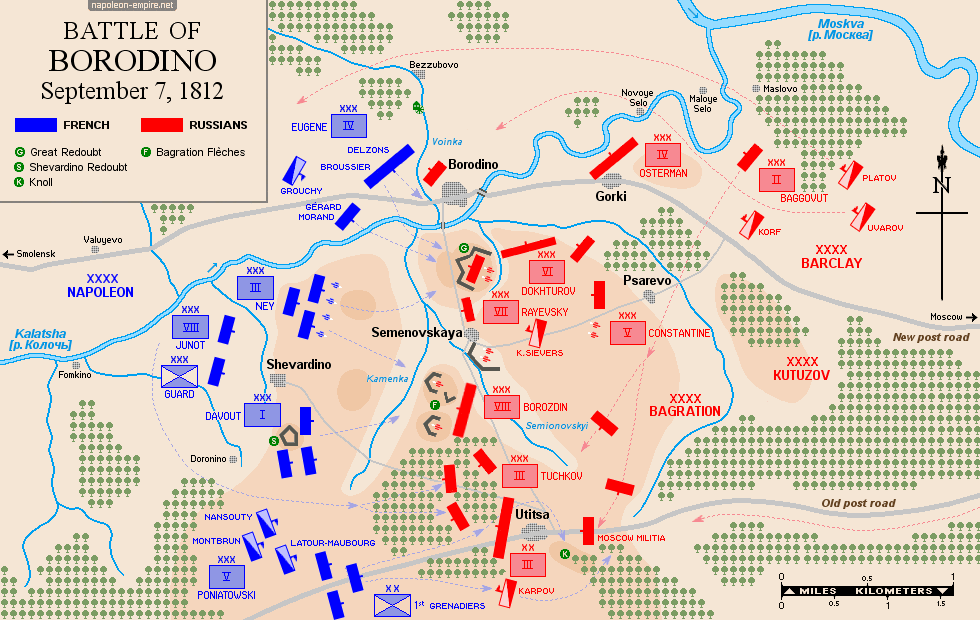 napoleon-empire.net
BATTLE OF
BORODINO
September 7, 1812
FRENCH
RUSSIANS
G Great Redoubt
F Bagration Flèches
S Shevardino Redoubt
K Knoll
Moskva
[р. Москва]
Bezzubovo
Maslovo
Novoye
Selo
Maloye
Selo
XXX
EUGENE
IV
Voinka
DELZONS
BROUSSIER
GROUCHY
Borodino
XXX
IV
OSTERMAN
Gorki
XXX
II
BAGGOVUT
PLATOV
UVAROV
KORF
N
GÉRARD
MORAND
Valuyevo
Smolensk
XXXX
NAPOLEON
XXXX
BARCLAY
G
XXX
III
NEY
XXX
VI
DOKHTUROV
Psarevo
XXX
VII
RAYEVSKY
XXX
V
CONSTANTINE
K.SIEVERS
Semenovskaya
Moscow
New post road
XXX
VIII
JUNOT
Kalatsha
[р. Колочь]
Fomkino
XXX
GUARD
Shevardino
Kamenka
XXXX
KUTUZOV
XXXX
BAGRATION
XXX
I
DAVOUT
F
XXX
VIII
BOROZDIN
Semionovskyi
S
Doronino
XXX
III
TUCHKOV
Old post road
NANSOUTY
MONTBRUN
LATOUR-MAUBOURG
Utitsa
MOSCOW MILITIA
K
XX
III
KARPOV
XXX
V
PONIATOWSKI
XX
1st GRENADIERS
0 0.5 1
MILES KILOMETERS
0 0.5 1 1.5